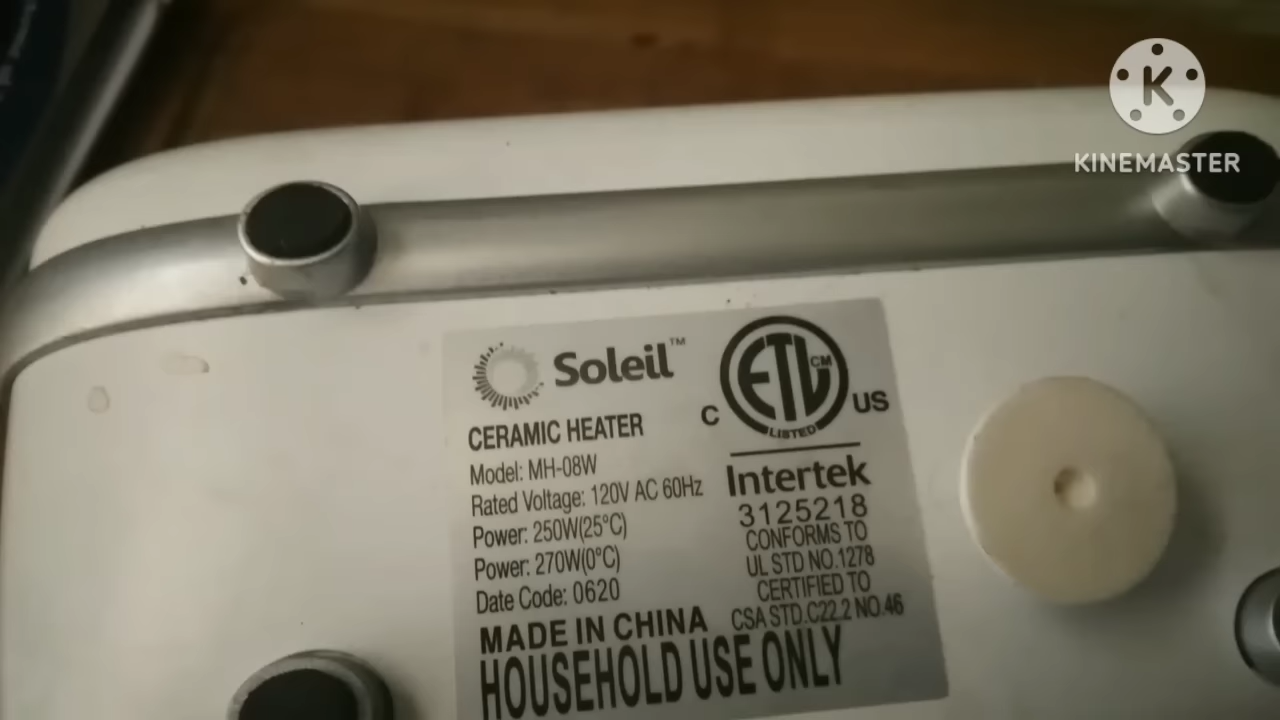 K
KINEMASTER
Soleil™
CERAMIC HEATER
Model: MH-08W
Rated Voltage: 120V AC 60Hz
Power: 250W(25°C)
Power: 270W(0°C)
Date Code: 0620
MADE IN CHINA
HOUSEHOLD USE ONLY
ETL CM
LISTED
C US
Intertek
3125218
CONFORMS TO
UL STD NO.1278
CERTIFIED TO
CSA STD.C22.2 NO.46